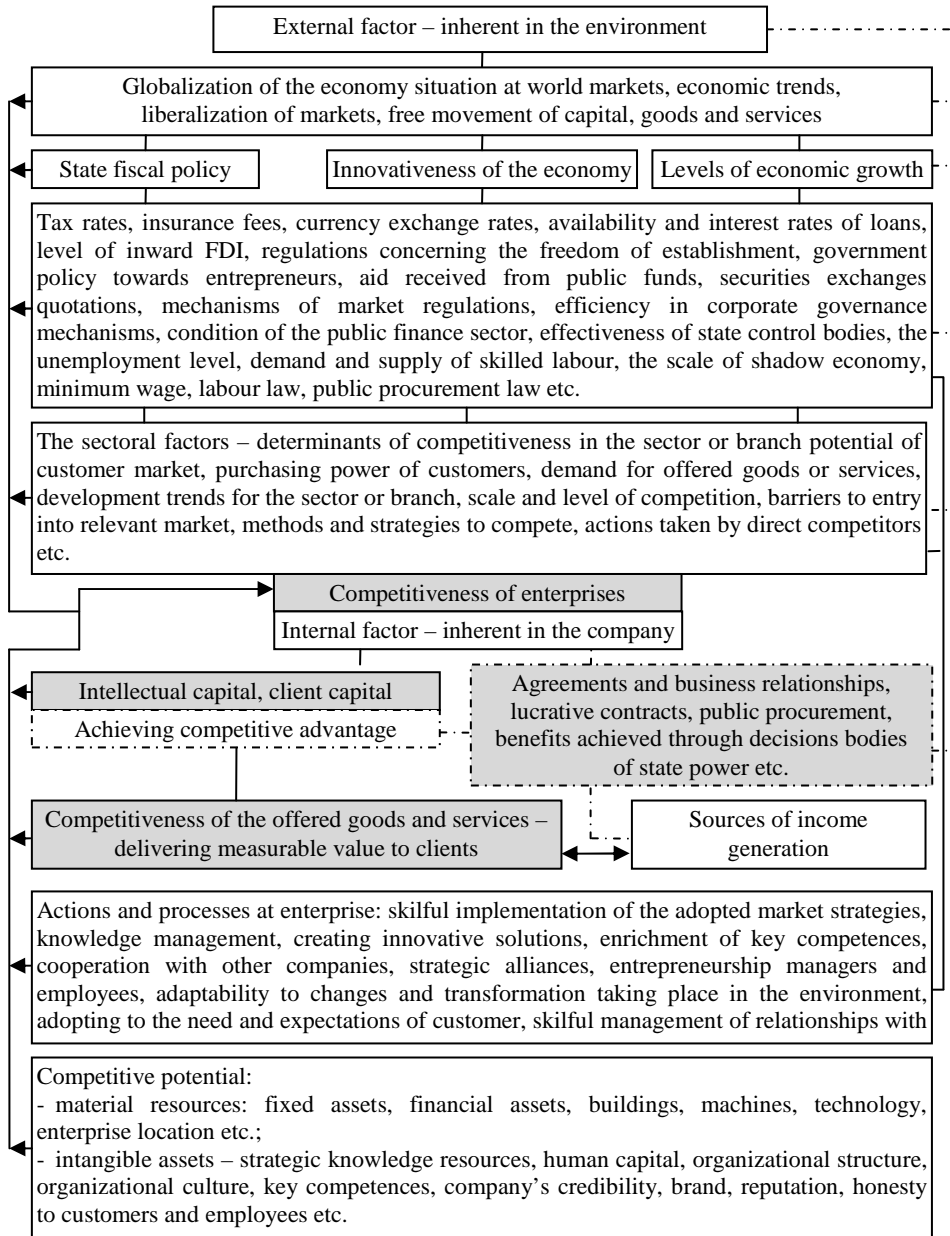 External factor – inherent in the environment
Globalization of the economy situation at world markets, economic trends,
liberalization of markets, free movement of capital, goods and services
State fiscal policy
Innovativeness of the economy
Levels of economic growth
Tax rates, insurance fees, currency exchange rates, availability and interest rates of loans,
level of inward FDI, regulations concerning the freedom of establishment, government
policy towards entrepreneurs, aid received from public funds, securities exchanges
quotations, mechanisms of market regulations, efficiency in corporate governance
mechanisms, condition of the public finance sector, effectiveness of state control bodies, the
unemployment level, demand and supply of skilled labour, the scale of shadow economy,
minimum wage, labour law, public procurement law etc.
The sectoral factors – determinants of competitiveness in the sector or branch potential of
customer market, purchasing power of customers, demand for offered goods or services,
development trends for the sector or branch, scale and level of competition, barriers to entry
into relevant market, methods and strategies to compete, actions taken by direct competitors
etc.
Competitiveness of enterprises
Internal factor – inherent in the company
Intellectual capital, client capital
Achieving competitive advantage
Agreements and business relationships,
lucrative contracts, public procurement,
benefits achieved through decisions bodies
of state power etc.
Competitiveness of the offered goods and services –
delivering measurable value to clients
Sources of income
generation
Actions and processes at enterprise: skilful implementation of the adopted market strategies,
knowledge management, creating innovative solutions, enrichment of key competences,
cooperation with other companies, strategic alliances, entrepreneurship managers and
employees, adaptability to changes and transformation taking place in the environment,
adopting to the need and expectations of customer, skilful management of relationships with
Competitive potential:
- material resources: fixed assets, financial assets, buildings, machines, technology,
enterprise location etc.;
- intangible assets – strategic knowledge resources, human capital, organizational structure,
organizational culture, key competences, company's credibility, brand, reputation, honesty
to customers and employees etc.